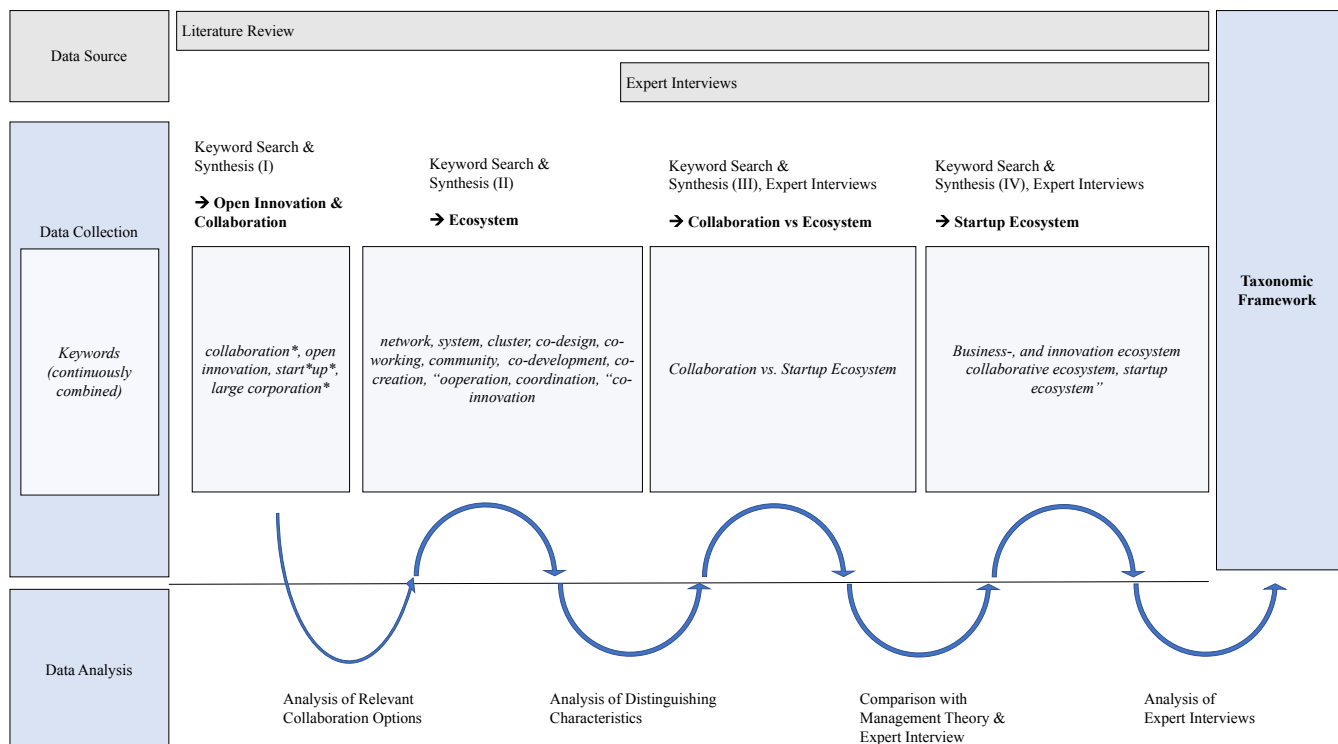 Data Source
Literature Review
Expert Interviews
Data Collection
Keyword Search &
Synthesis (I)
→ Open Innovation &
Collaboration
Keyword Search &
Synthesis (II)
→ Ecosystem
Keyword Search &
Synthesis (III), Expert Interviews
→ Collaboration vs Ecosystem
Keyword Search &
Synthesis (IV), Expert Interviews
→ Startup Ecosystem
Keywords
(continuously
combined)
collaboration*, open
innovation, start*up*,
large corporation*
network, system, cluster, co-design, co-
working, community, co-development, co-
creation, “ooperation, coordination, “co-
innovation
Collaboration vs. Startup Ecosystem
Business-, and innovation ecosystem
collaborative ecosystem, startup
ecosystem”
Taxonomic
Framework
Data Analysis
Analysis of Relevant
Collaboration Options
Analysis of Distinguishing
Characteristics
Comparison with
Management Theory &
Expert Interview
Analysis of
Expert Interviews